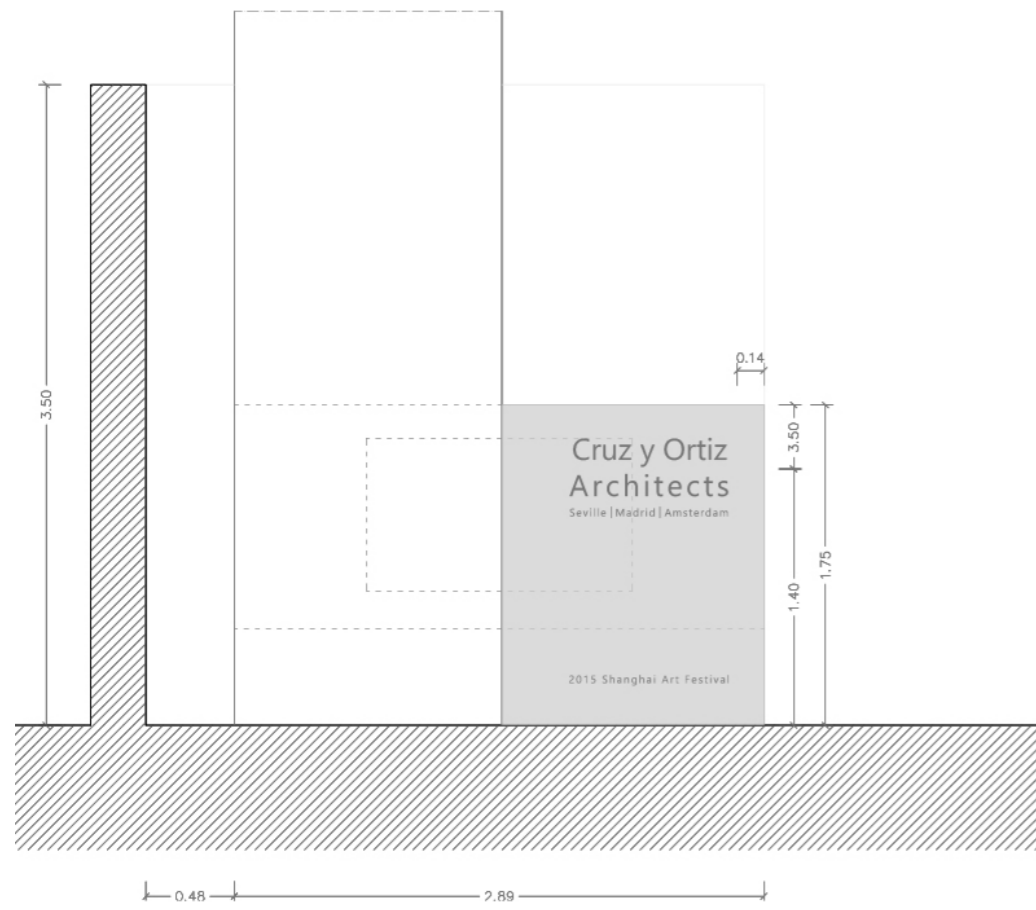 0.14
3.50
3.50
Cruz y Ortiz
Architects
Seville|Madrid|Amsterdam
1.75
1.40
2015 Shanghai Art Festival
0.48
2.89